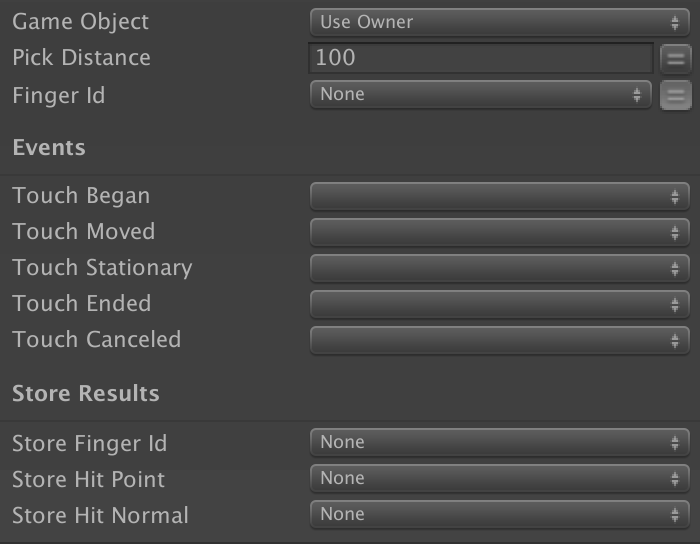 Game Object Use Owner
Pick Distance 100
Finger Id None
Events
Touch Began
Touch Moved
Touch Stationary
Touch Ended
Touch Canceled
Store Results
Store Finger Id None
Store Hit Point None
Store Hit Normal None